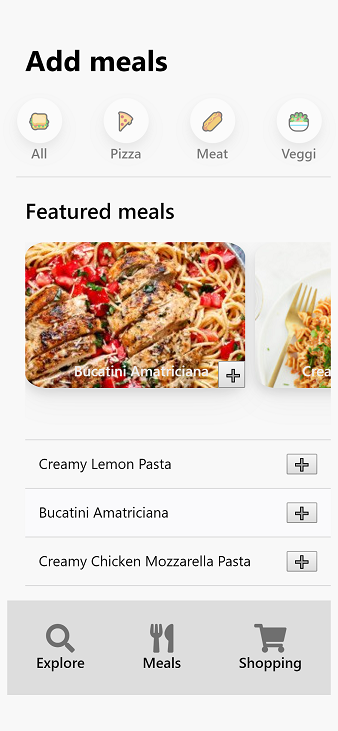 Add meals
All
Pizza
Meat
Veggi
Featured meals
Bucatini Amatriciana
Crea
Creamy Lemon Pasta
Bucatini Amatriciana
Creamy Chicken Mozzarella Pasta
Explore
Meals
Shopping